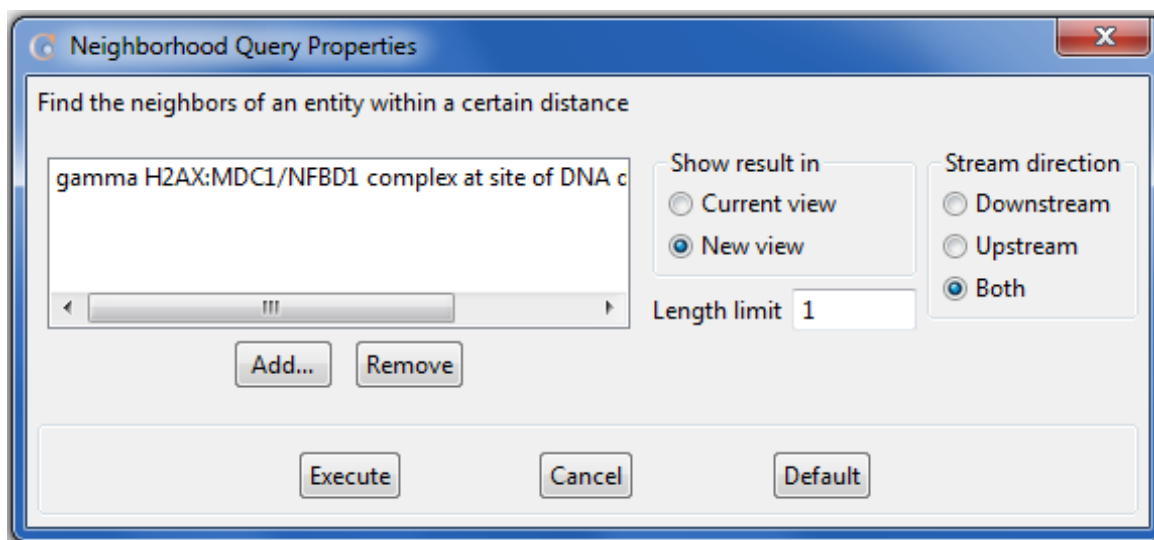 Neighborhood Query Properties
Find the neighbors of an entity within a certain distance
gamma H2AX:MDC1/NFBD1 complex at site of DNA
Show result in
Current view
New view
Length limit 1
Stream direction
Downstream
Upstream
Both
Add... Remove
Execute Cancel Default